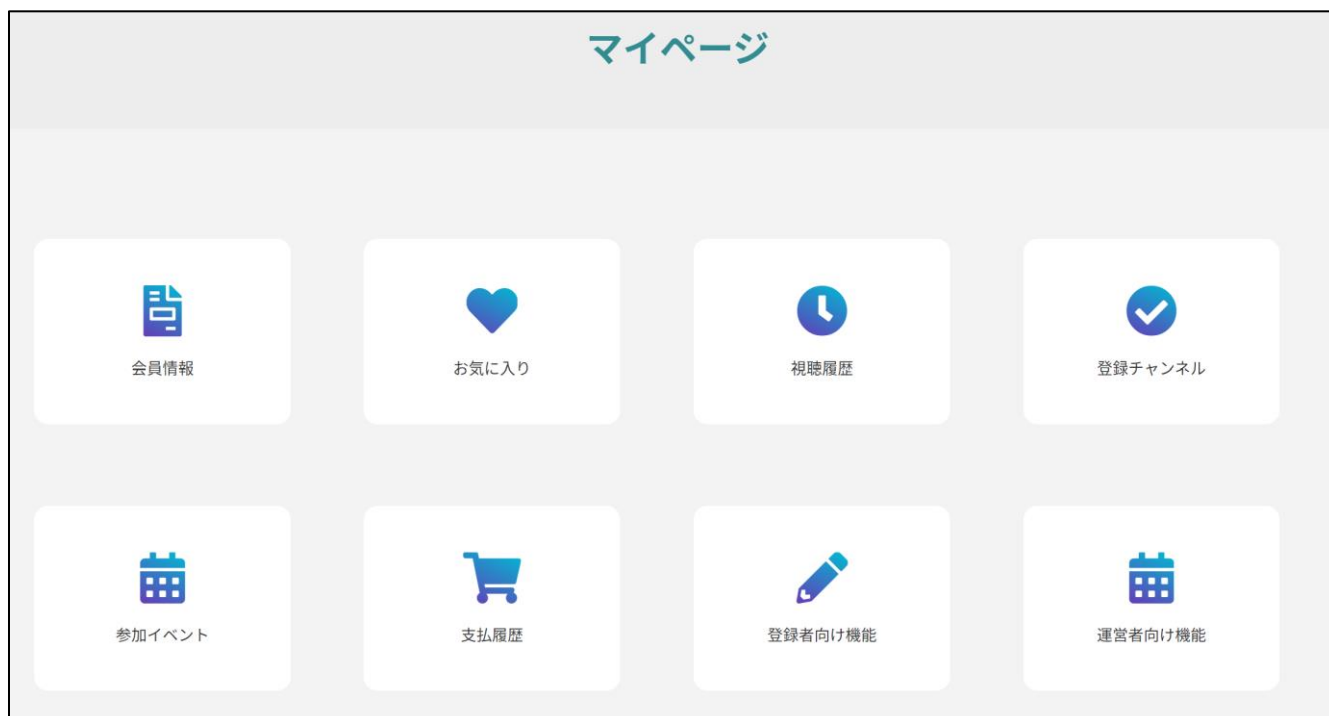 マイページ
会員情報
お気に入り
視聴履歴
登録チャンネル
参加イベント
支払履歴
登録者向け機能
運営者向け機能